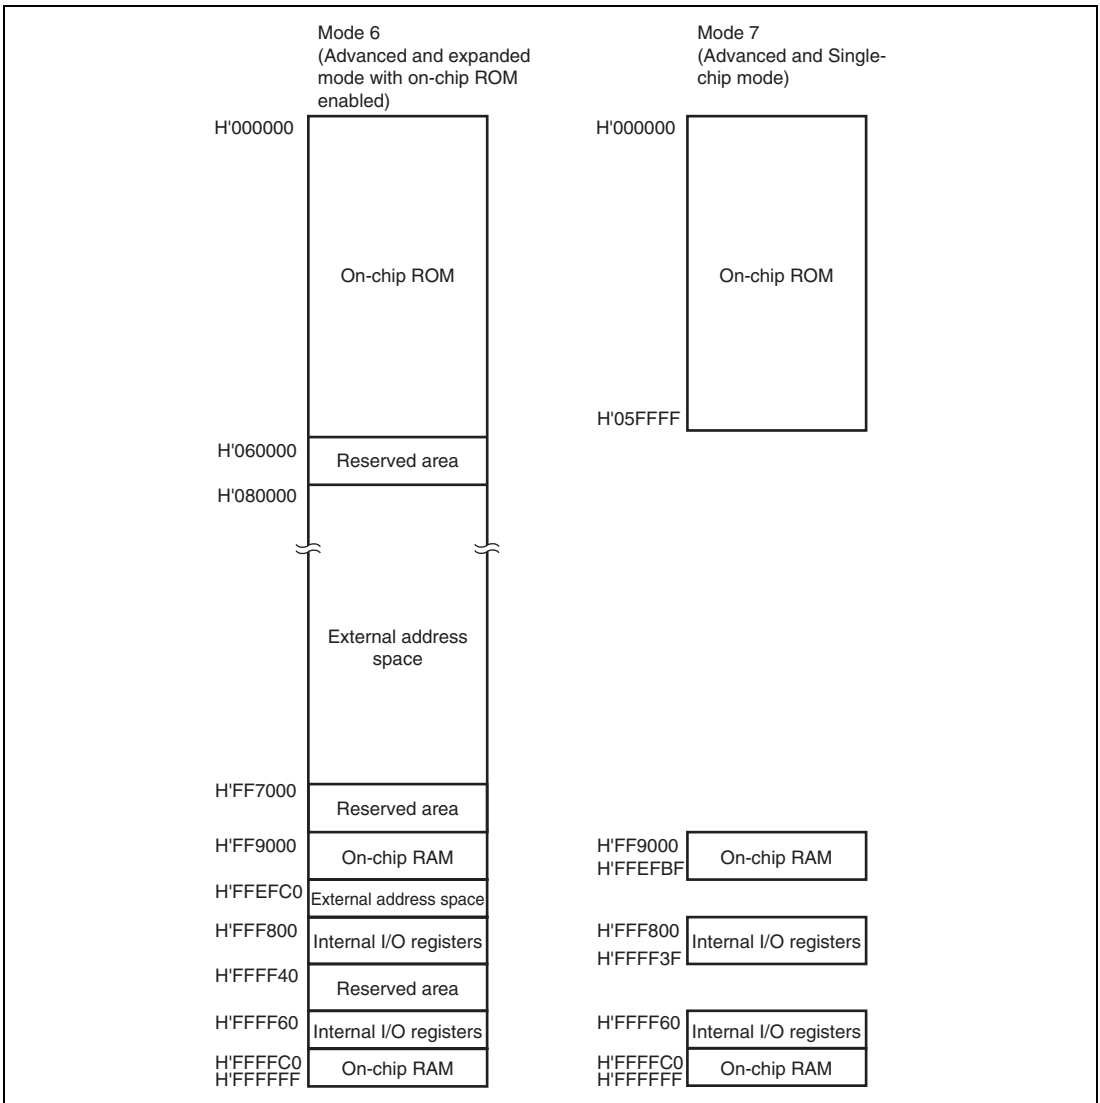 Mode 6
(Advanced and expanded
mode with on-chip ROM
enabled)
H'000000
On-chip ROM
H'060000
Reserved area
H'080000
External address
space
H'FF7000
Reserved area
H'FF9000
On-chip RAM
H'FFEFC0
External address space
H'FFF800
Internal I/O registers
H'FFFF40
Reserved area
H'FFFF60
Internal I/O registers
H'FFFFC0
On-chip RAM
H'FFFFFF
Mode 7
(Advanced and Single-
chip mode)
H'000000
On-chip ROM
H'05FFFF
H'FF9000
On-chip RAM
H'FFEFBF
H'FFF800
Internal I/O registers
H'FFFF3F
H'FFFF60
Internal I/O registers
H'FFFFC0
On-chip RAM
H'FFFFFF